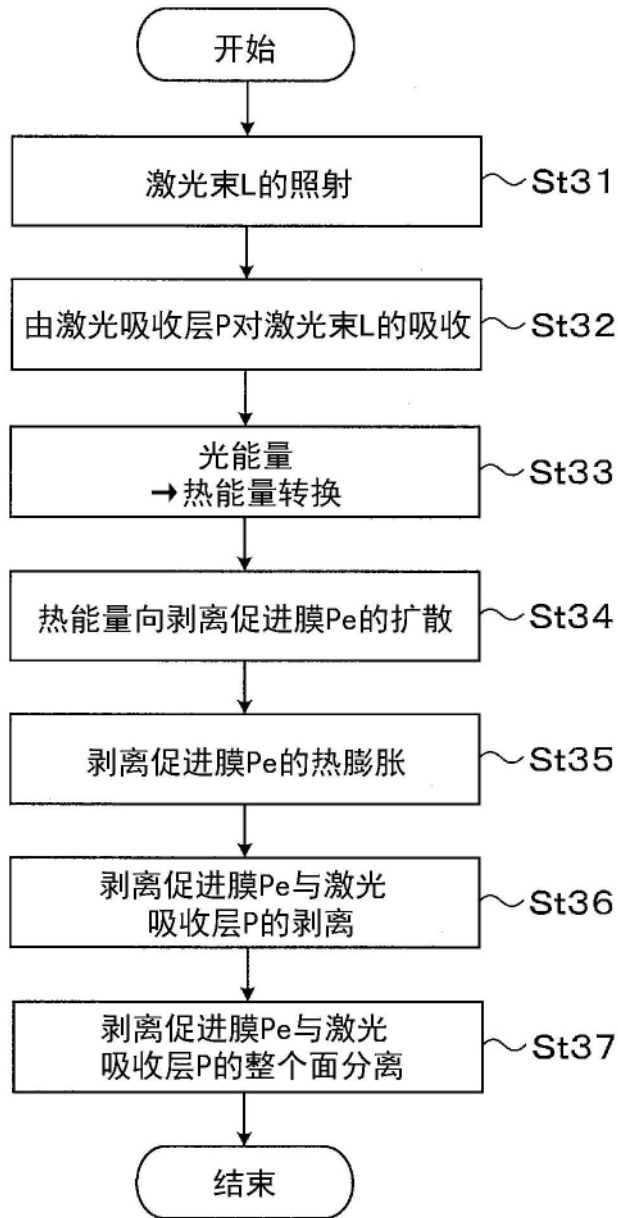 开始
激光束L的照射
St31
由激光吸收层P对激光束L的吸收
St32
光能量
→热能量转换
St33
热能量向剥离促进膜Pe的扩散
St34
剥离促进膜Pe的热膨胀
St35
剥离促进膜Pe与激光
吸收层P的剥离
St36
剥离促进膜Pe与激光
吸收层P的整个面分离
St37
结束